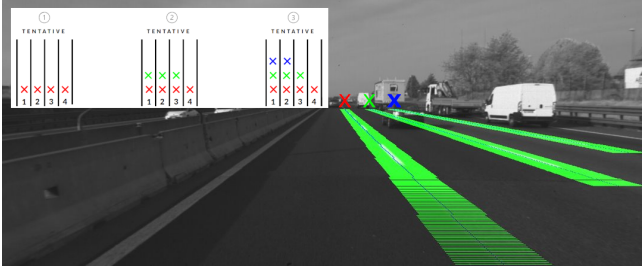 ① ② ③
TENTATIVE TENTATIVE TENTATIVE
1 2 3 4 1 2 3 4 1 2 3 4